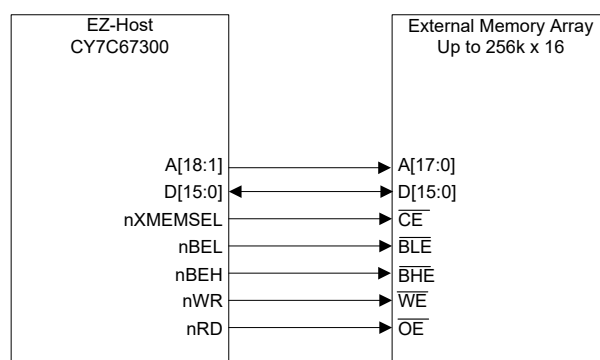 EZ-Host
CY7C67300
External Memory Array
Up to 256k x 16
A[18:1]
A[17:0]
D[15:0]
D[15:0]
nXMEMSEL
CE
nBEL
BLE
nBEH
BHE
nWR
WE
nRD
OE